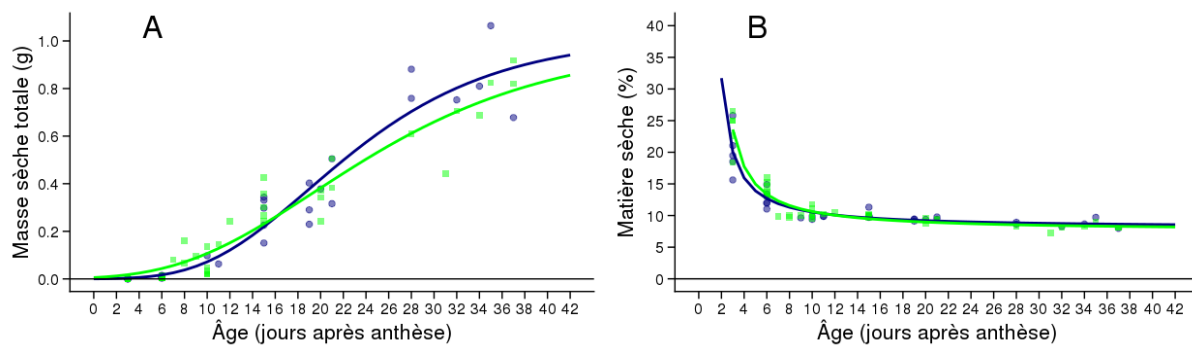 A
Masse sèche totale (g)
1.0
0.8
0.6
0.4
0.2
0.0
0 2 4 6 8 10 12 14 16 18 20 22 24 26 28 30 32 34 36 38 40 42
Âge (jours après anthèse)
B
Matière sèche (%)
40
35
30
25
20
15
10
5
0
0 2 4 6 8 10 12 14 16 18 20 22 24 26 28 30 32 34 36 38 40 42
Âge (jours après anthèse)